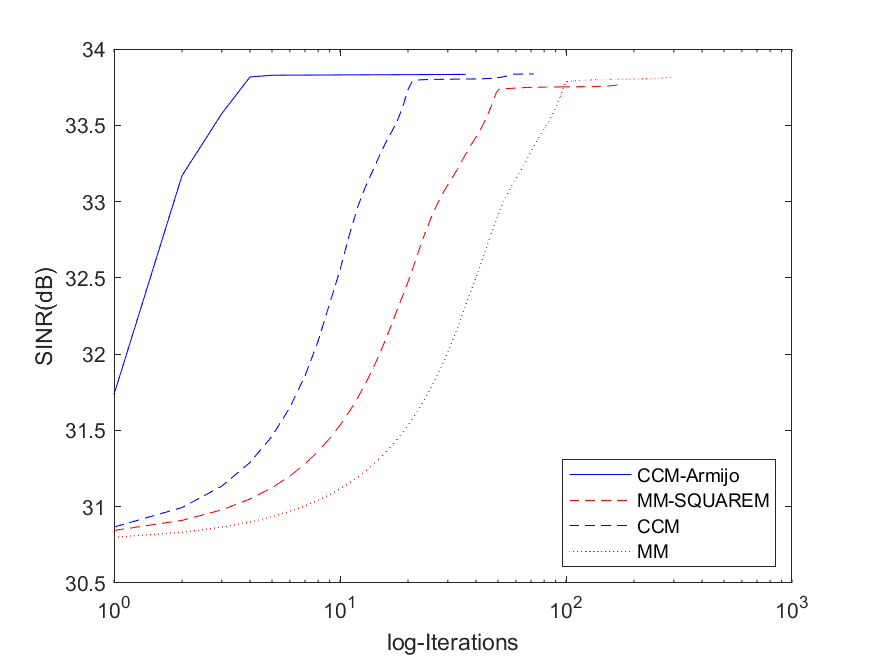 34
33.5
33
32.5
32
31.5
31
30.5
SINR(dB)
10^0
10^1
10^2
10^3
log-Iterations
CCM-Armijo
MM-SQUAREM
CCM
MM